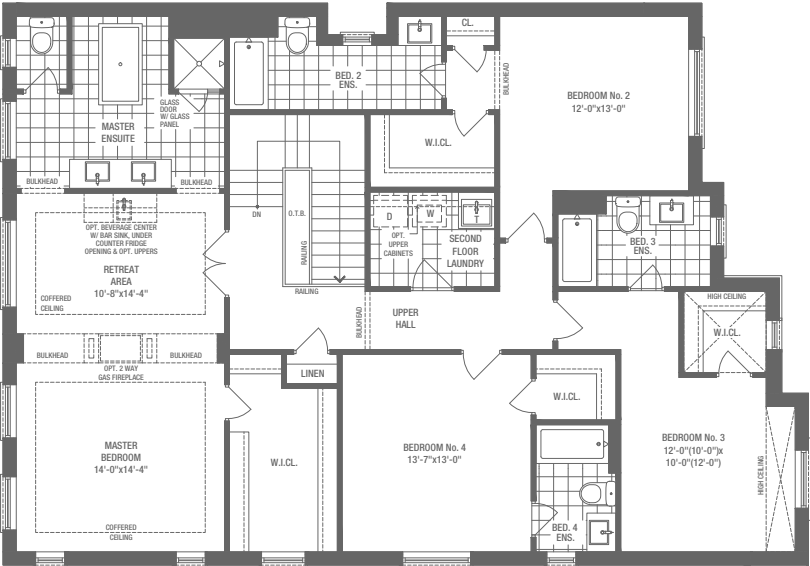 CL.
BED. 2
ENS.
BULKHEAD
BEDROOM No. 2
12'-0"x13'-0"
GLASS
DOOR
W/ GLASS
PANEL
MASTER
ENSUITE
W.I.CL.
BULKHEAD
BULKHEAD
DN
O.T.B.
RAILING
RAILING
D
W
T
OPT.
UPPER
CABINETS
SECOND
FLOOR
LAUNDRY
BED. 3
ENS.
OPT. BEVERAGE CENTER
W/ BAR SINK, UNDER
COUNTER FRIDGE
OPENING & OPT. UPPERS
RETREAT
AREA
10'-8"x14'-4"
COFFERED
CEILING
BULKHEAD
UPPER
HALL
HIGH CEILING
W.I.CL.
BULKHEAD
BULKHEAD
OPT. 2 WAY
GAS FIREPLACE
LINEN
W.I.CL.
MASTER
BEDROOM
14'-0"x14'-4"
W.I.CL.
BEDROOM No. 4
13'-7"x13'-0"
BEDROOM No. 3
12'-0"(10'-0")x
10'-0"(12'-0")
HIGH CEILING
COFFERED
CEILING
BED. 4
ENS.